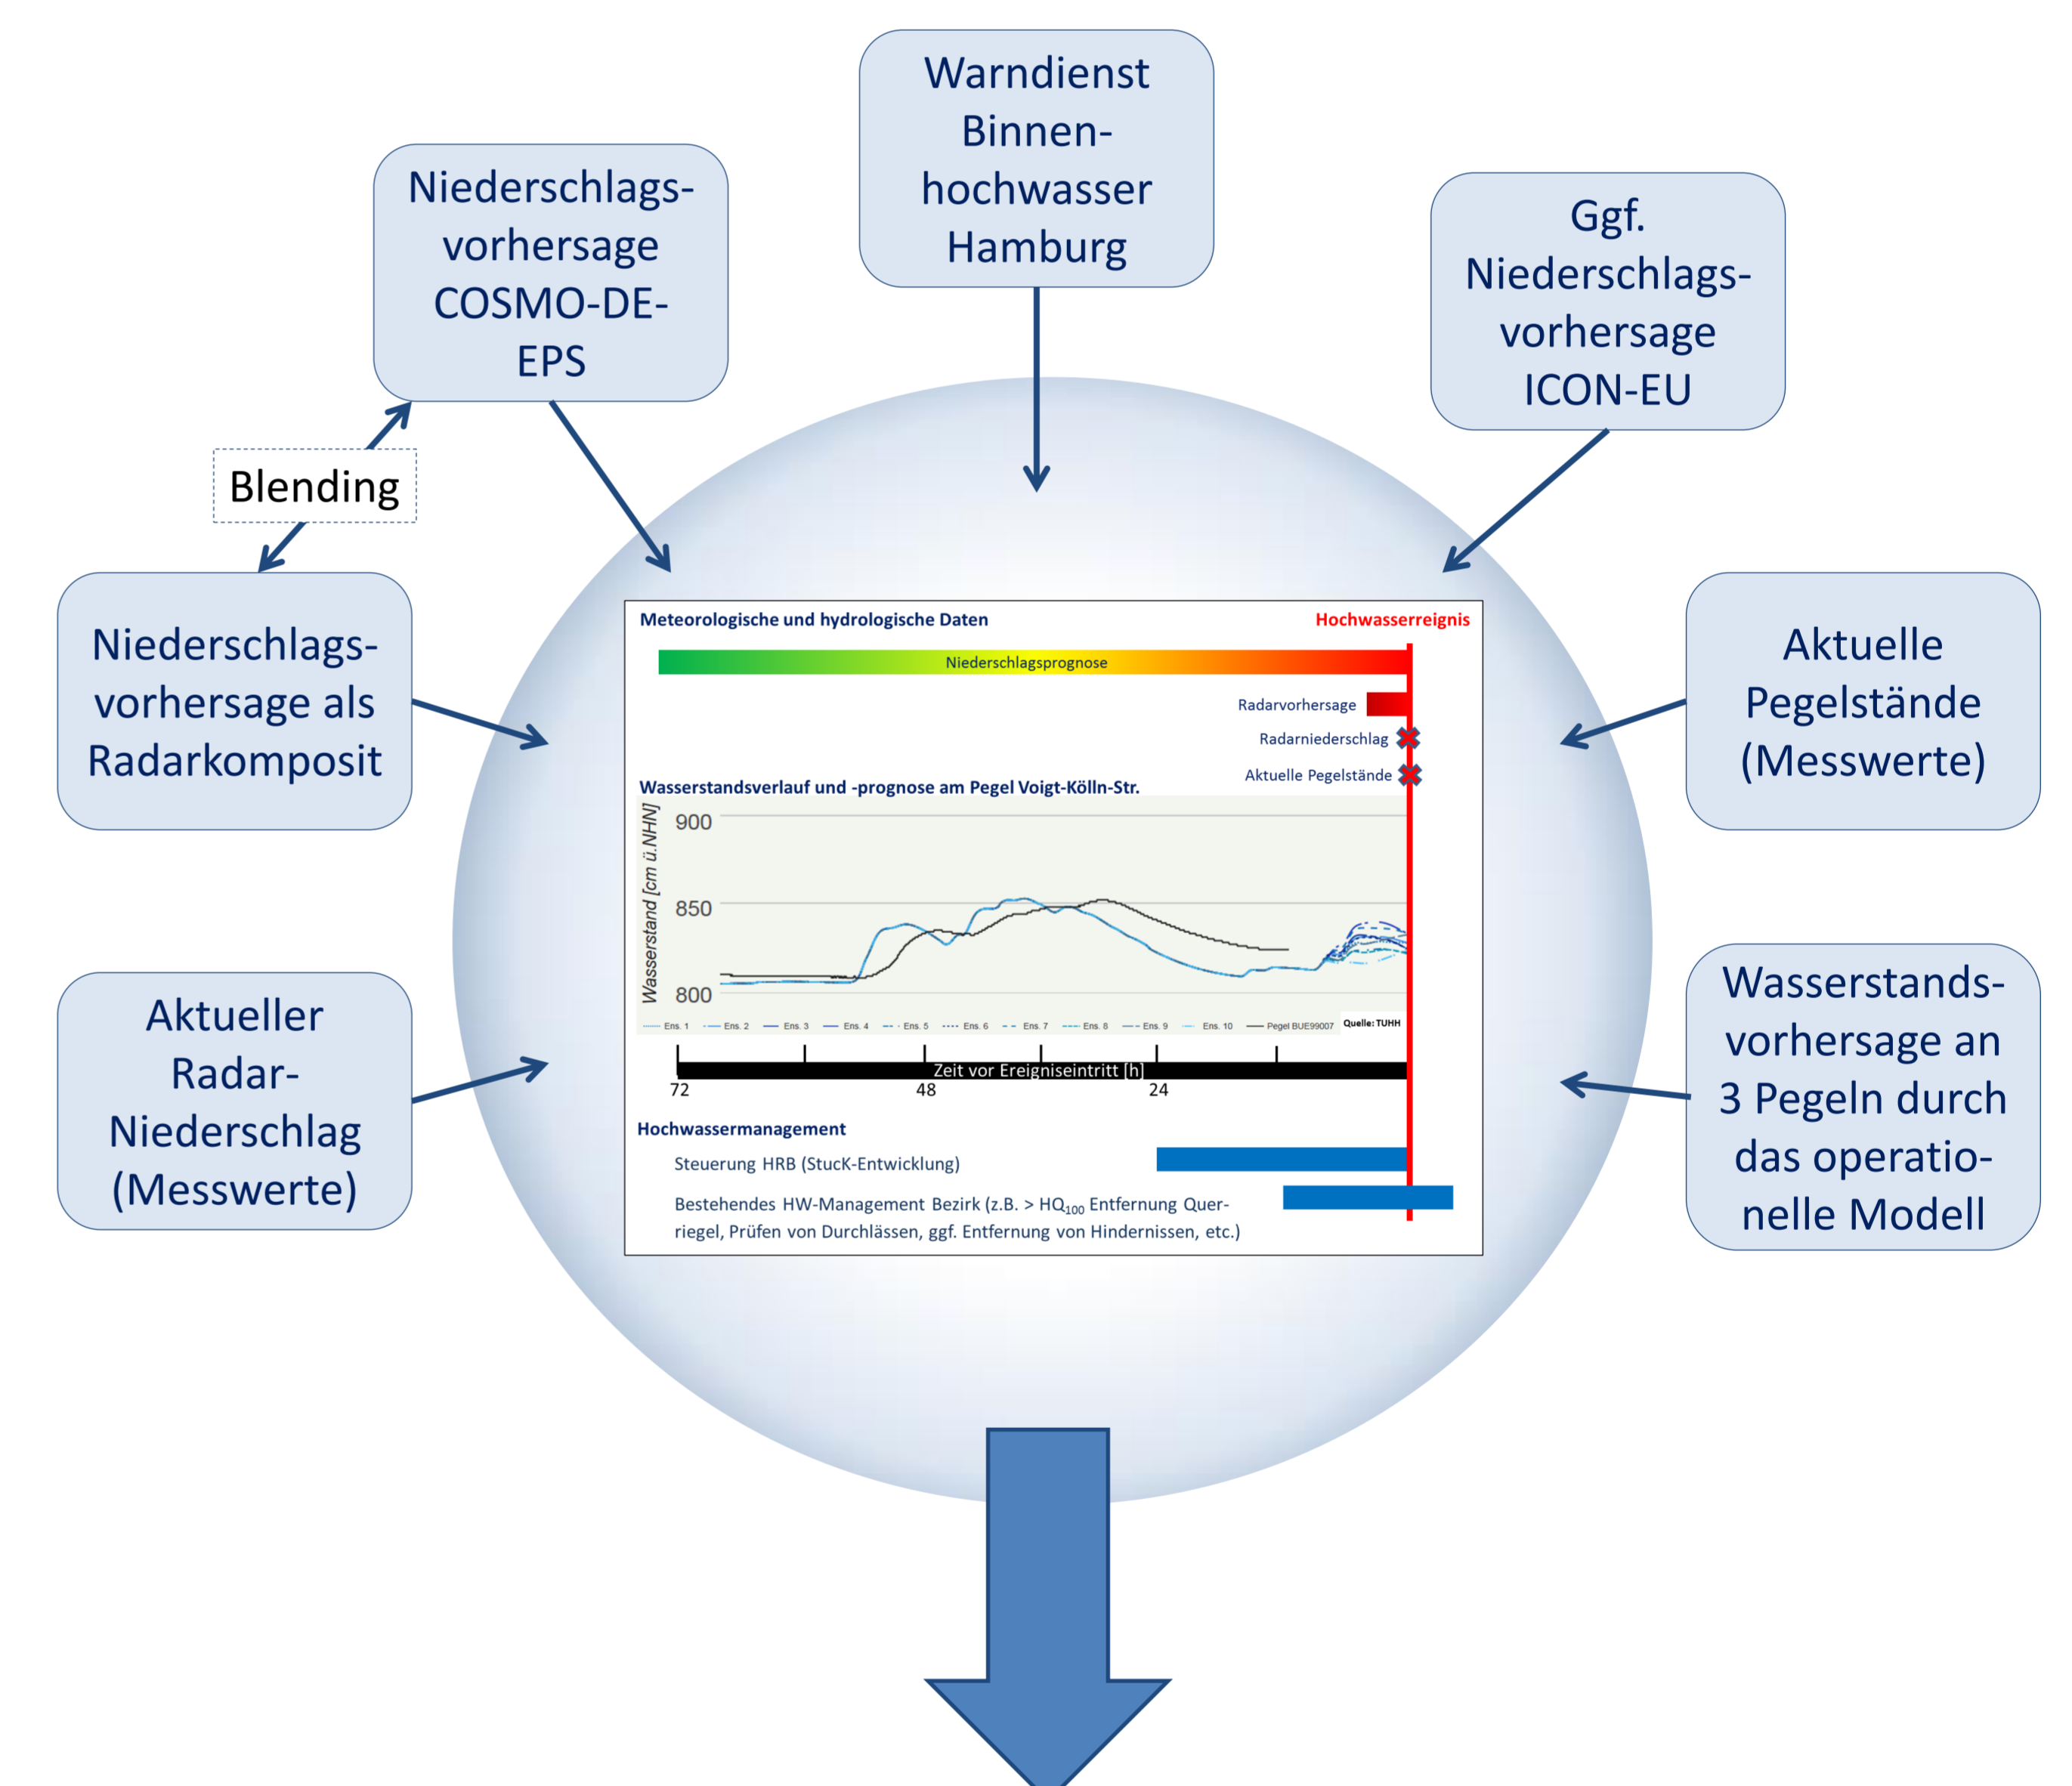 Warndienst
Binnen-
hochwasser
Hamburg
Niederschlags-
vorhersage
COSMO-DE-
EPS
Ggf.
Niederschlags-
vorhersage
ICON-EU
Blending
Niederschlags-
vorhersage als
Radarkomposit
Aktuelle
Pegelstände
(Messwerte)
Aktueller
Radar-
Niederschlag
(Messwerte)
Wasserstands-
vorhersage an
3 Pegeln durch
das operatio-
nelle Modell
Meteorologische und hydrologische Daten
Hochwasserreignis
Niederschlagsprognose
Radarvorhersage
Radarniederschlag
Aktuelle Pegelstände
Wasserstandsverlauf und -prognose am Pegel Voigt-Kölln-Str.
Wasserstand [cm ü.NHN]
900
850
800
Ens. 1 Ens. 2 Ens. 3 Ens. 4 Ens. 5 Ens. 6 Ens. 7 Ens. 8 Ens. 9 Ens. 10 Pegel BUE99007
Quelle: TUHH
Zeit vor Ereigniseintritt [h]
72 48 24
Hochwassermanagement
Steuerung HRB (StucK-Entwicklung)
Bestehendes HW-Management Bezirk (z.B. > HQ100 Entfernung Quer-
riegel, Prüfen von Durchlässen, ggf. Entfernung von Hindernissen, etc.)